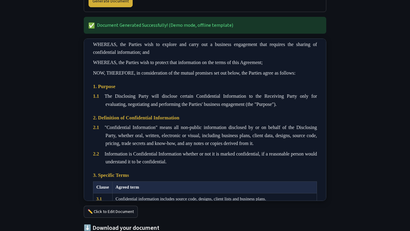 Generate Document
✅ Document Generated Successfully! (Demo mode, offline template)
WHEREAS, the Parties wish to explore and carry out a business engagement that requires the sharing of
confidential information; and
WHEREAS, the Parties wish to protect that information on the terms of this Agreement;
NOW, THEREFORE, in consideration of the mutual promises set out below, the Parties agree as follows:
1. Purpose
1.1 The Disclosing Party will disclose certain Confidential Information to the Receiving Party only for
evaluating, negotiating and performing the Parties' business engagement (the "Purpose").
2. Definition of Confidential Information
2.1 "Confidential Information" means all non-public information disclosed by or on behalf of the Disclosing
Party, whether oral, written, electronic or visual, including business plans, client data, designs, source code,
pricing, trade secrets and know-how, and any notes or copies derived from it.
2.2 Information is Confidential Information whether or not it is marked confidential, if a reasonable person would
understand it to be confidential.
3. Specific Terms
Clause Agreed term
3.1 Confidential information includes source code, designs, client lists and business plans.
✏️ Click to Edit Document
⬇️ Download your document